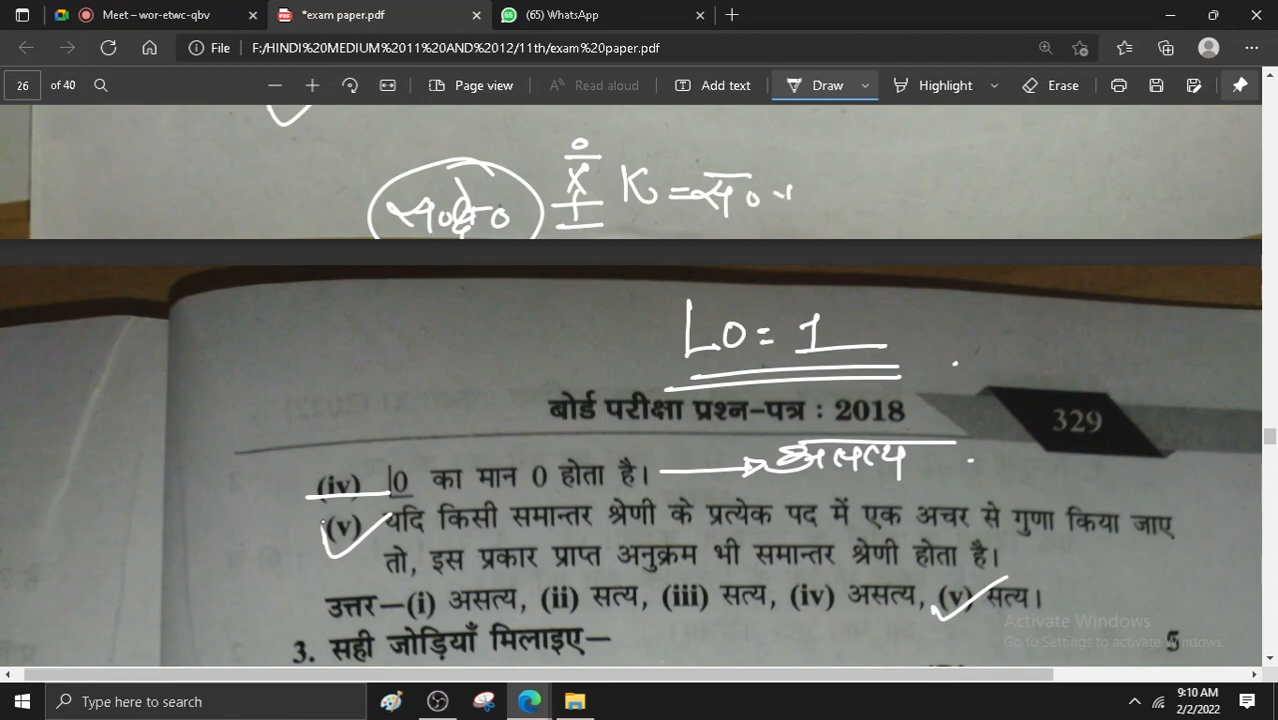 Meet – wor-etwc-qbv
*exam paper.pdf
(65) WhatsApp
File
F:/HINDI%20MEDIUM%2011%20AND%2012/11th/exam%20paper.pdf
26 of 40
Page view
Read aloud
Add text
Draw
Highlight
Erase
K =
L0 = 1
बोर्ड परीक्षा प्रश्न-पत्र : 2018
329
(iv) |0 का मान 0 होता है।
असत्य
(v) यदि किसी समान्तर श्रेणी के प्रत्येक पद में एक अचर से गुणा किया जाए
तो, इस प्रकार प्राप्त अनुक्रम भी समान्तर श्रेणी होता है।
उत्तर–(i) असत्य, (ii) सत्य, (iii) सत्य, (iv) असत्य, (v) सत्य।
Activate Windows
Go to Settings to activate Windows.
3. सही जोड़ियाँ मिलाइए–
5
Type here to search
9:10 AM
2/2/2022